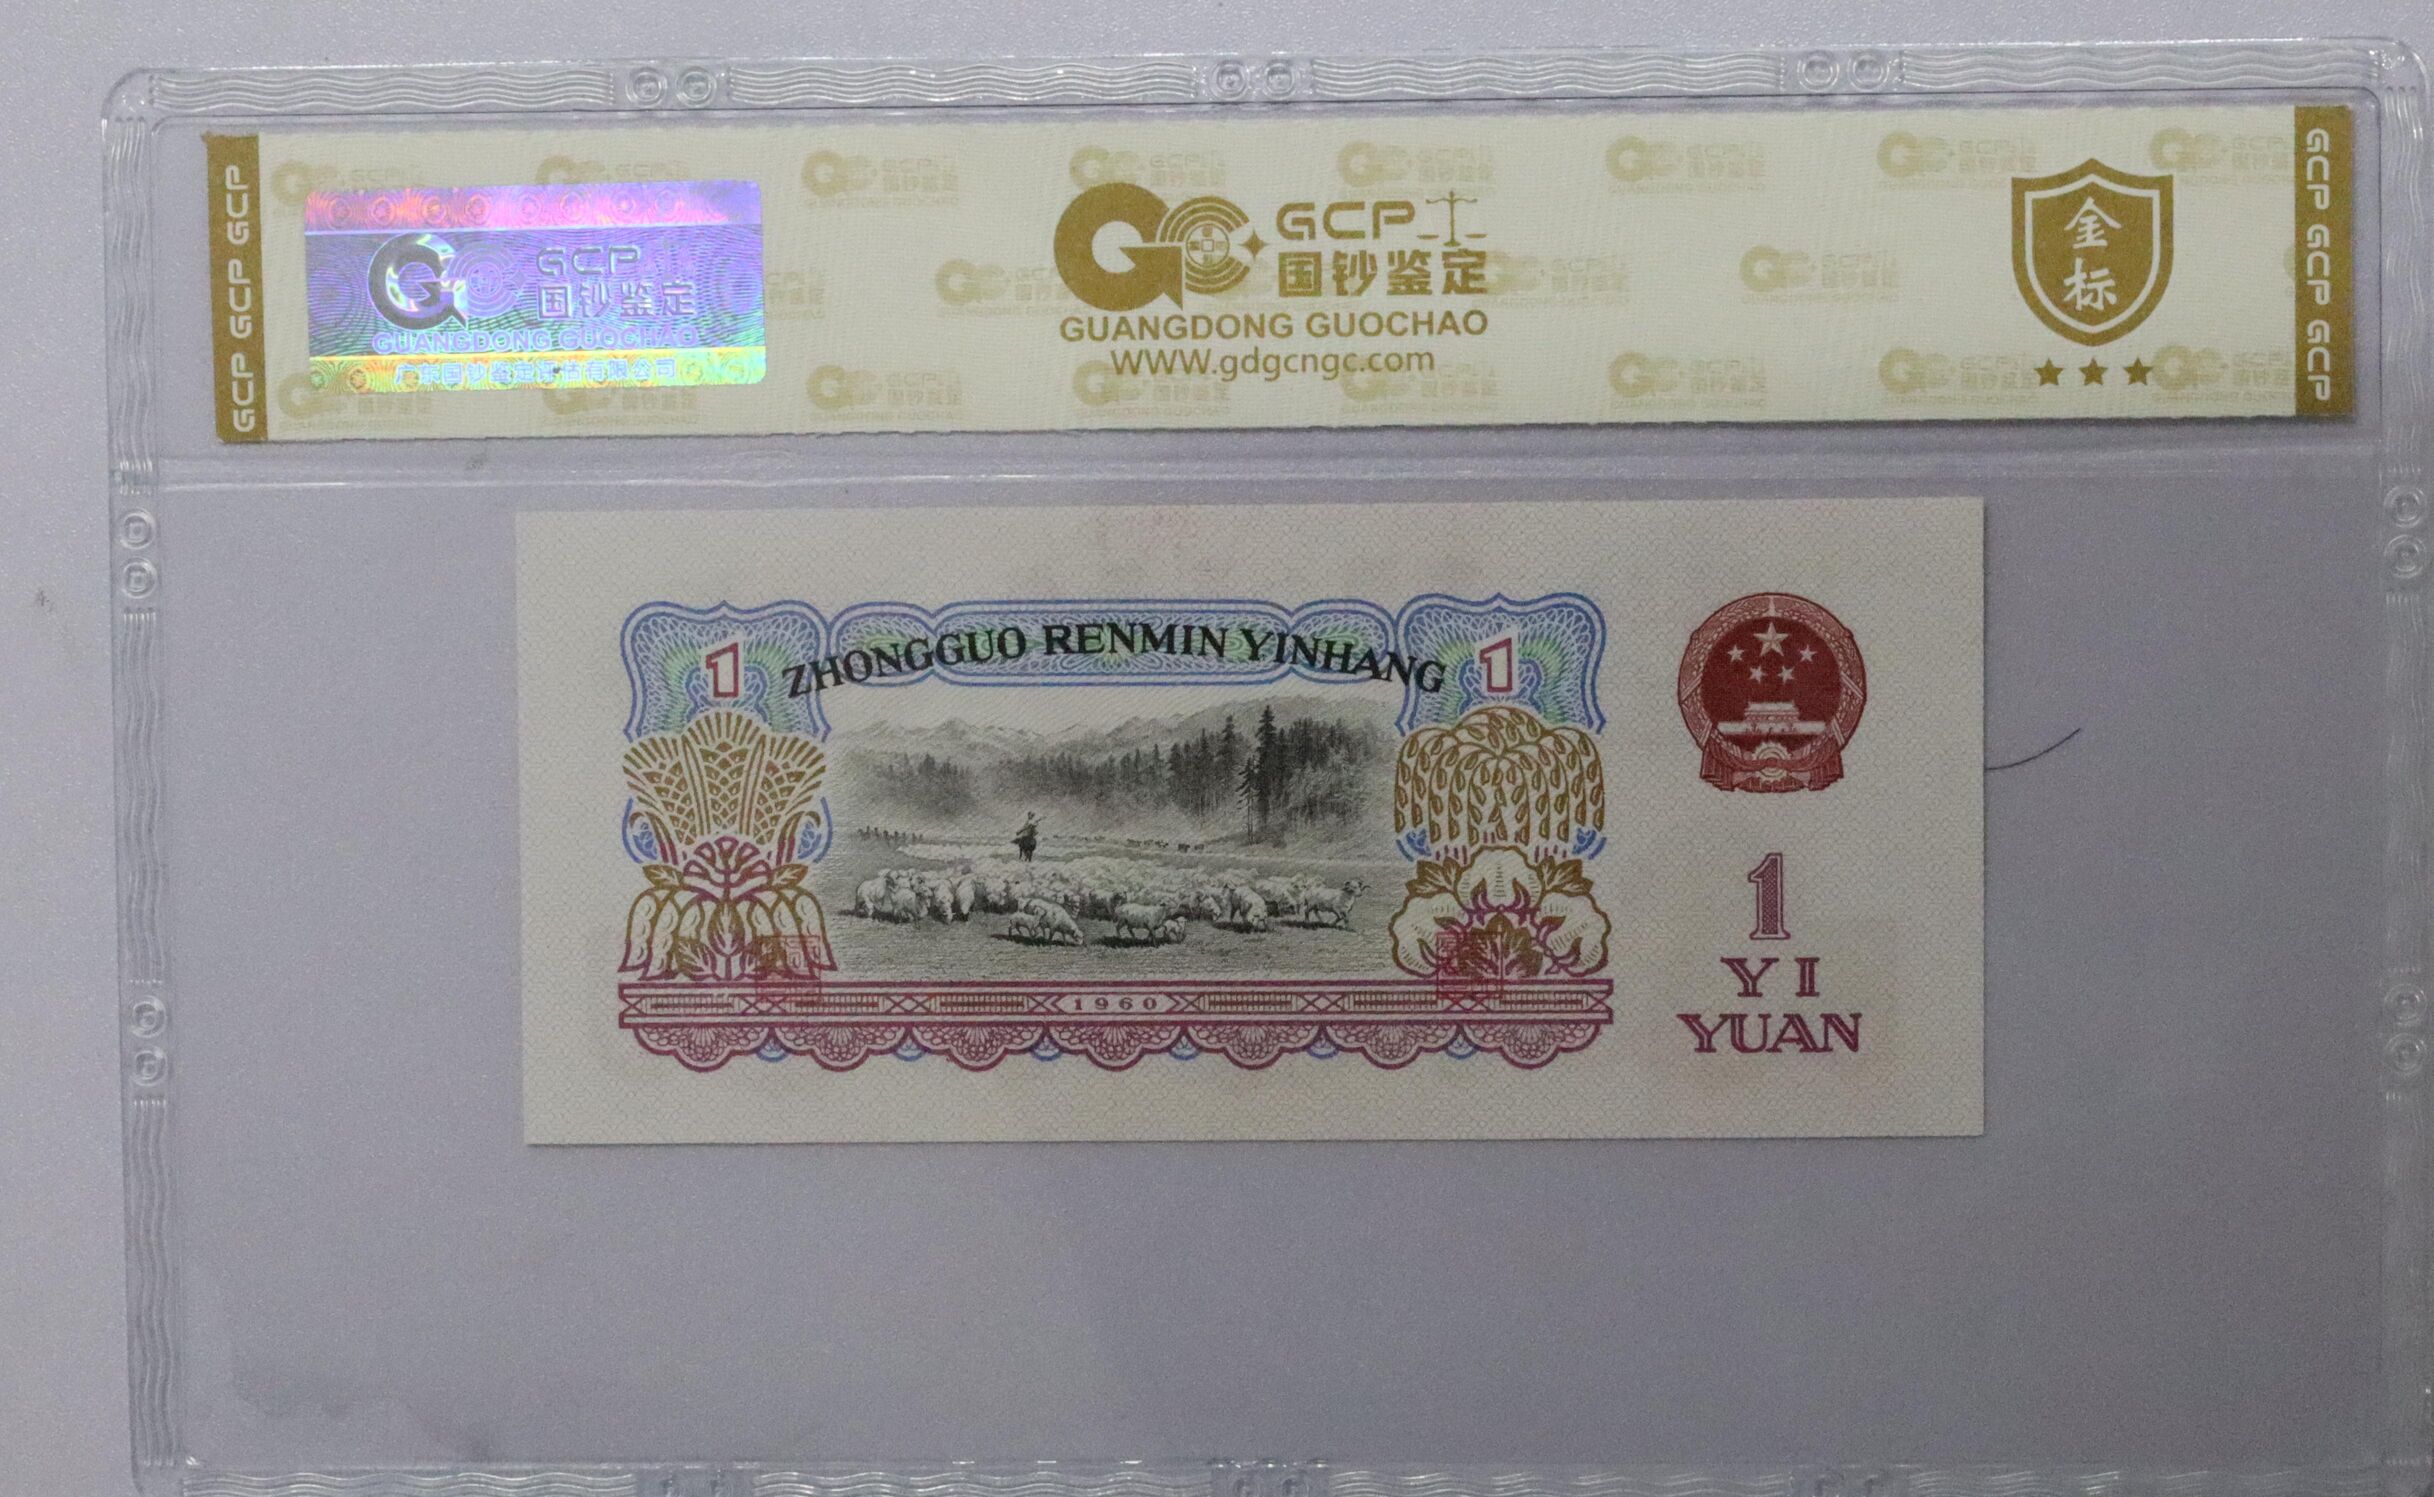 GCP GCP GCP
GCP
国钞鉴定
GUANGDONG GUOCHAO
广东国钞鉴定评估有限公司
GCP
国钞鉴定
GUANGDONG GUOCHAO
WWW.gdgcngc.com
金
标
GCP GCP GCP
ZHONGGUO RENMIN YINHANG
1
1
1960
1
YI
YUAN